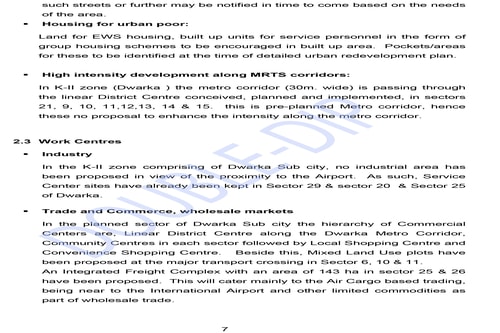 such streets or further may be notified in time to come based on the needs
of the area.
• Housing for urban poor:
Land for EWS housing, built up units for service personnel in the form of
group housing schemes to be encouraged in built up area. Pockets/areas
for these to be identified at the time of detailed urban redevelopment plan.
• High intensity development along MRTS corridors:
In K-II zone (Dwarka ) the metro corridor (30m. wide) is passing through
the linear District Centre conceived, planned and implemented, in sectors
21, 9, 10, 11,12,13, 14 & 15. this is pre-planned Metro corridor, hence
these no proposal to enhance the intensity along the metro corridor.
2.3 Work Centres
• Industry
In the K-II zone comprising of Dwarka Sub city, no industrial area has
been proposed in view of the proximity to the Airport. As such, Service
Center sites have already been kept in Sector 29 & sector 20 & Sector 25
of Dwarka.
• Trade and Commerce, wholesale markets
In the planned sector of Dwarka Sub city the hierarchy of Commercial
Centers are, Linear District Centre along the Dwarka Metro Corridor,
Community Centres in each sector followed by Local Shopping Centre and
Convenience Shopping Centre. Beside this, Mixed Land Use plots have
been proposed at the major transport crossing in Sector 6, 10 & 11.
An Integrated Freight Complex with an area of 143 ha in sector 25 & 26
have been proposed. This will cater mainly to the Air Cargo based trading,
being near to the International Airport and other limited commodities as
part of wholesale trade.
7